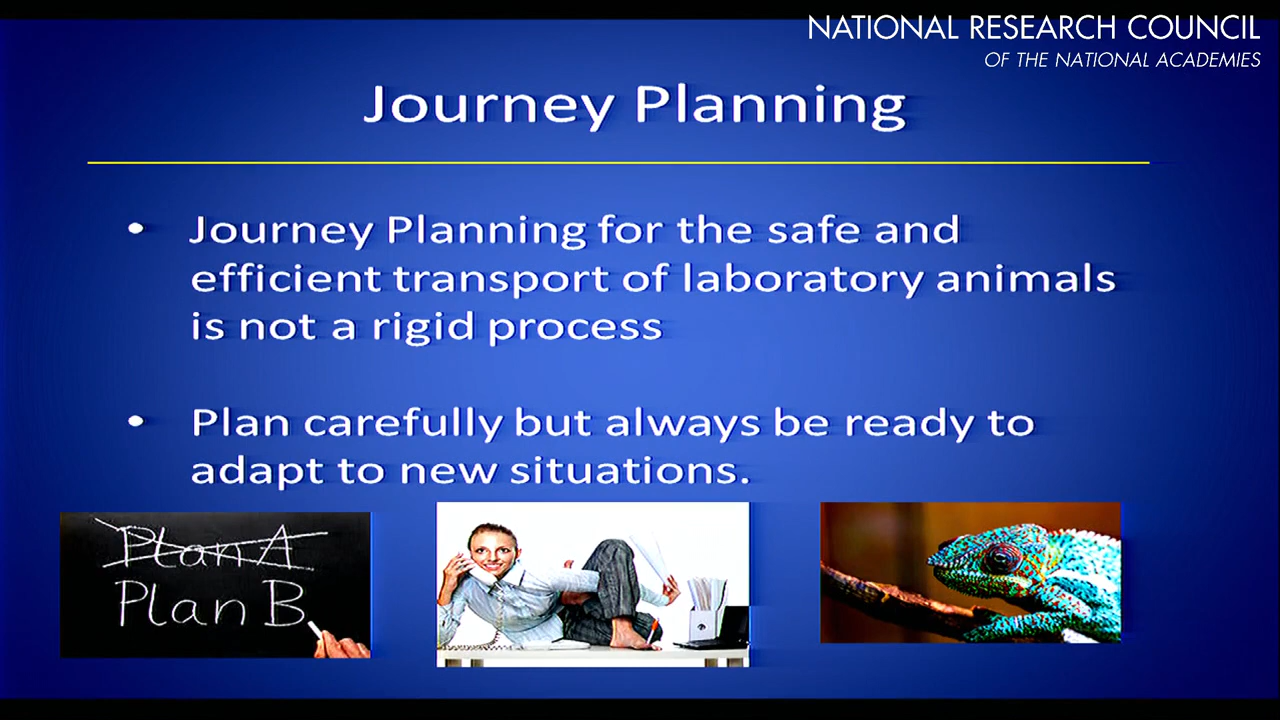 NATIONAL RESEARCH COUNCIL
OF THE NATIONAL ACADEMIES
Journey Planning
• Journey Planning for the safe and
efficient transport of laboratory animals
is not a rigid process
• Plan carefully but always be ready to
adapt to new situations.
Plan A
Plan B